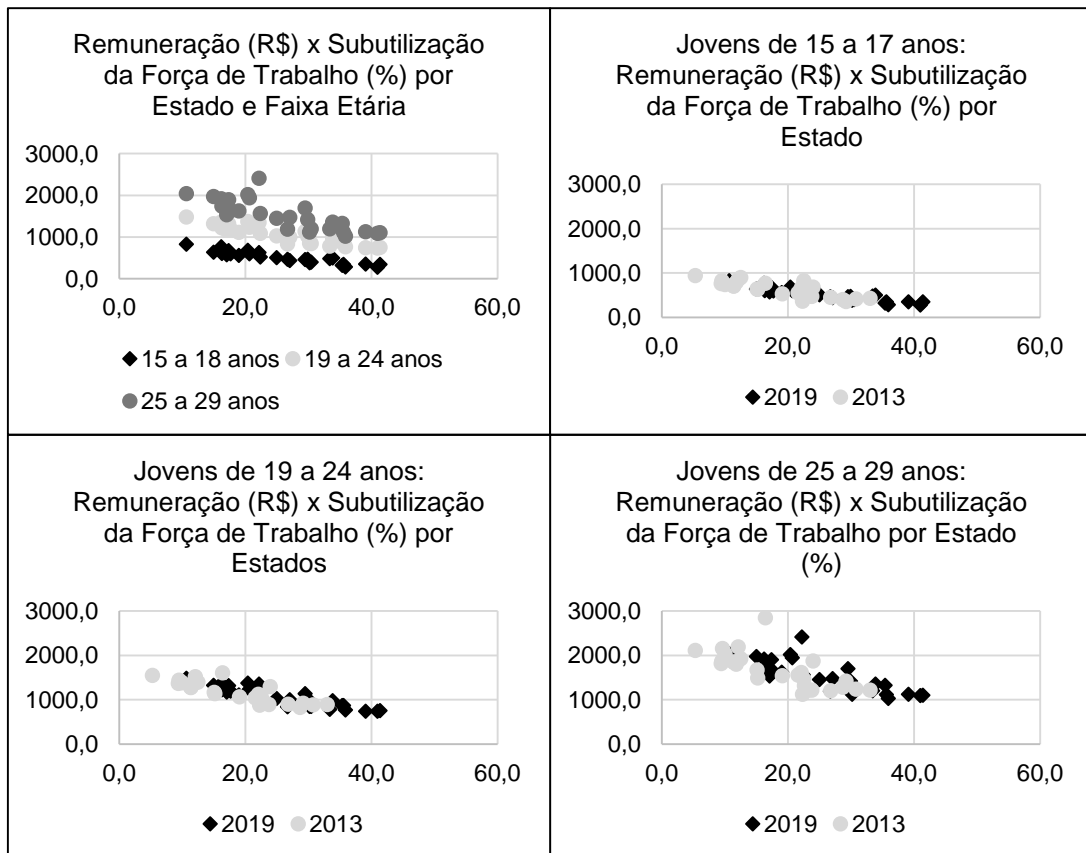 Remuneração (R$) x Subutilização
da Força de Trabalho (%) por
Estado e Faixa Etária
3000,0
2000,0
1000,0
0,0
0,0 20,0 40,0 60,0
15 a 18 anos 19 a 24 anos
25 a 29 anos
Jovens de 15 a 17 anos:
Remuneração (R$) x Subutilização
da Força de Trabalho (%) por
Estado
3000,0
2000,0
1000,0
0,0
0,0 20,0 40,0 60,0
2019 2013
Jovens de 19 a 24 anos:
Remuneração (R$) x Subutilização
da Força de Trabalho (%) por
Estados
3000,0
2000,0
1000,0
0,0
0,0 20,0 40,0 60,0
2019 2013
Jovens de 25 a 29 anos:
Remuneração (R$) x Subutilização
da Força de Trabalho por Estado
(%)
3000,0
2000,0
1000,0
0,0
0,0 20,0 40,0 60,0
2019 2013